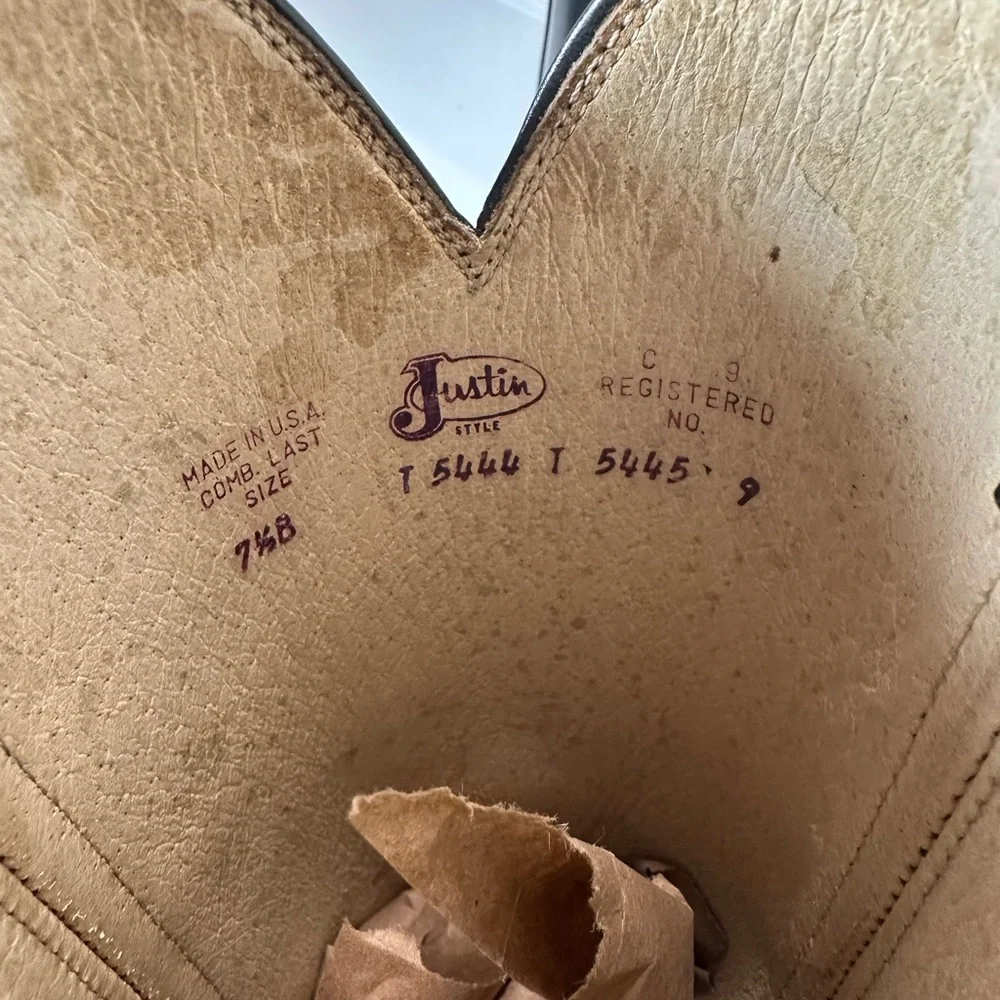 MADE IN U.S.A.
COMB. LAST
SIZE
7½B
Justin
STYLE
T 5444 T 5445
C 9
REGISTERED
NO.
9